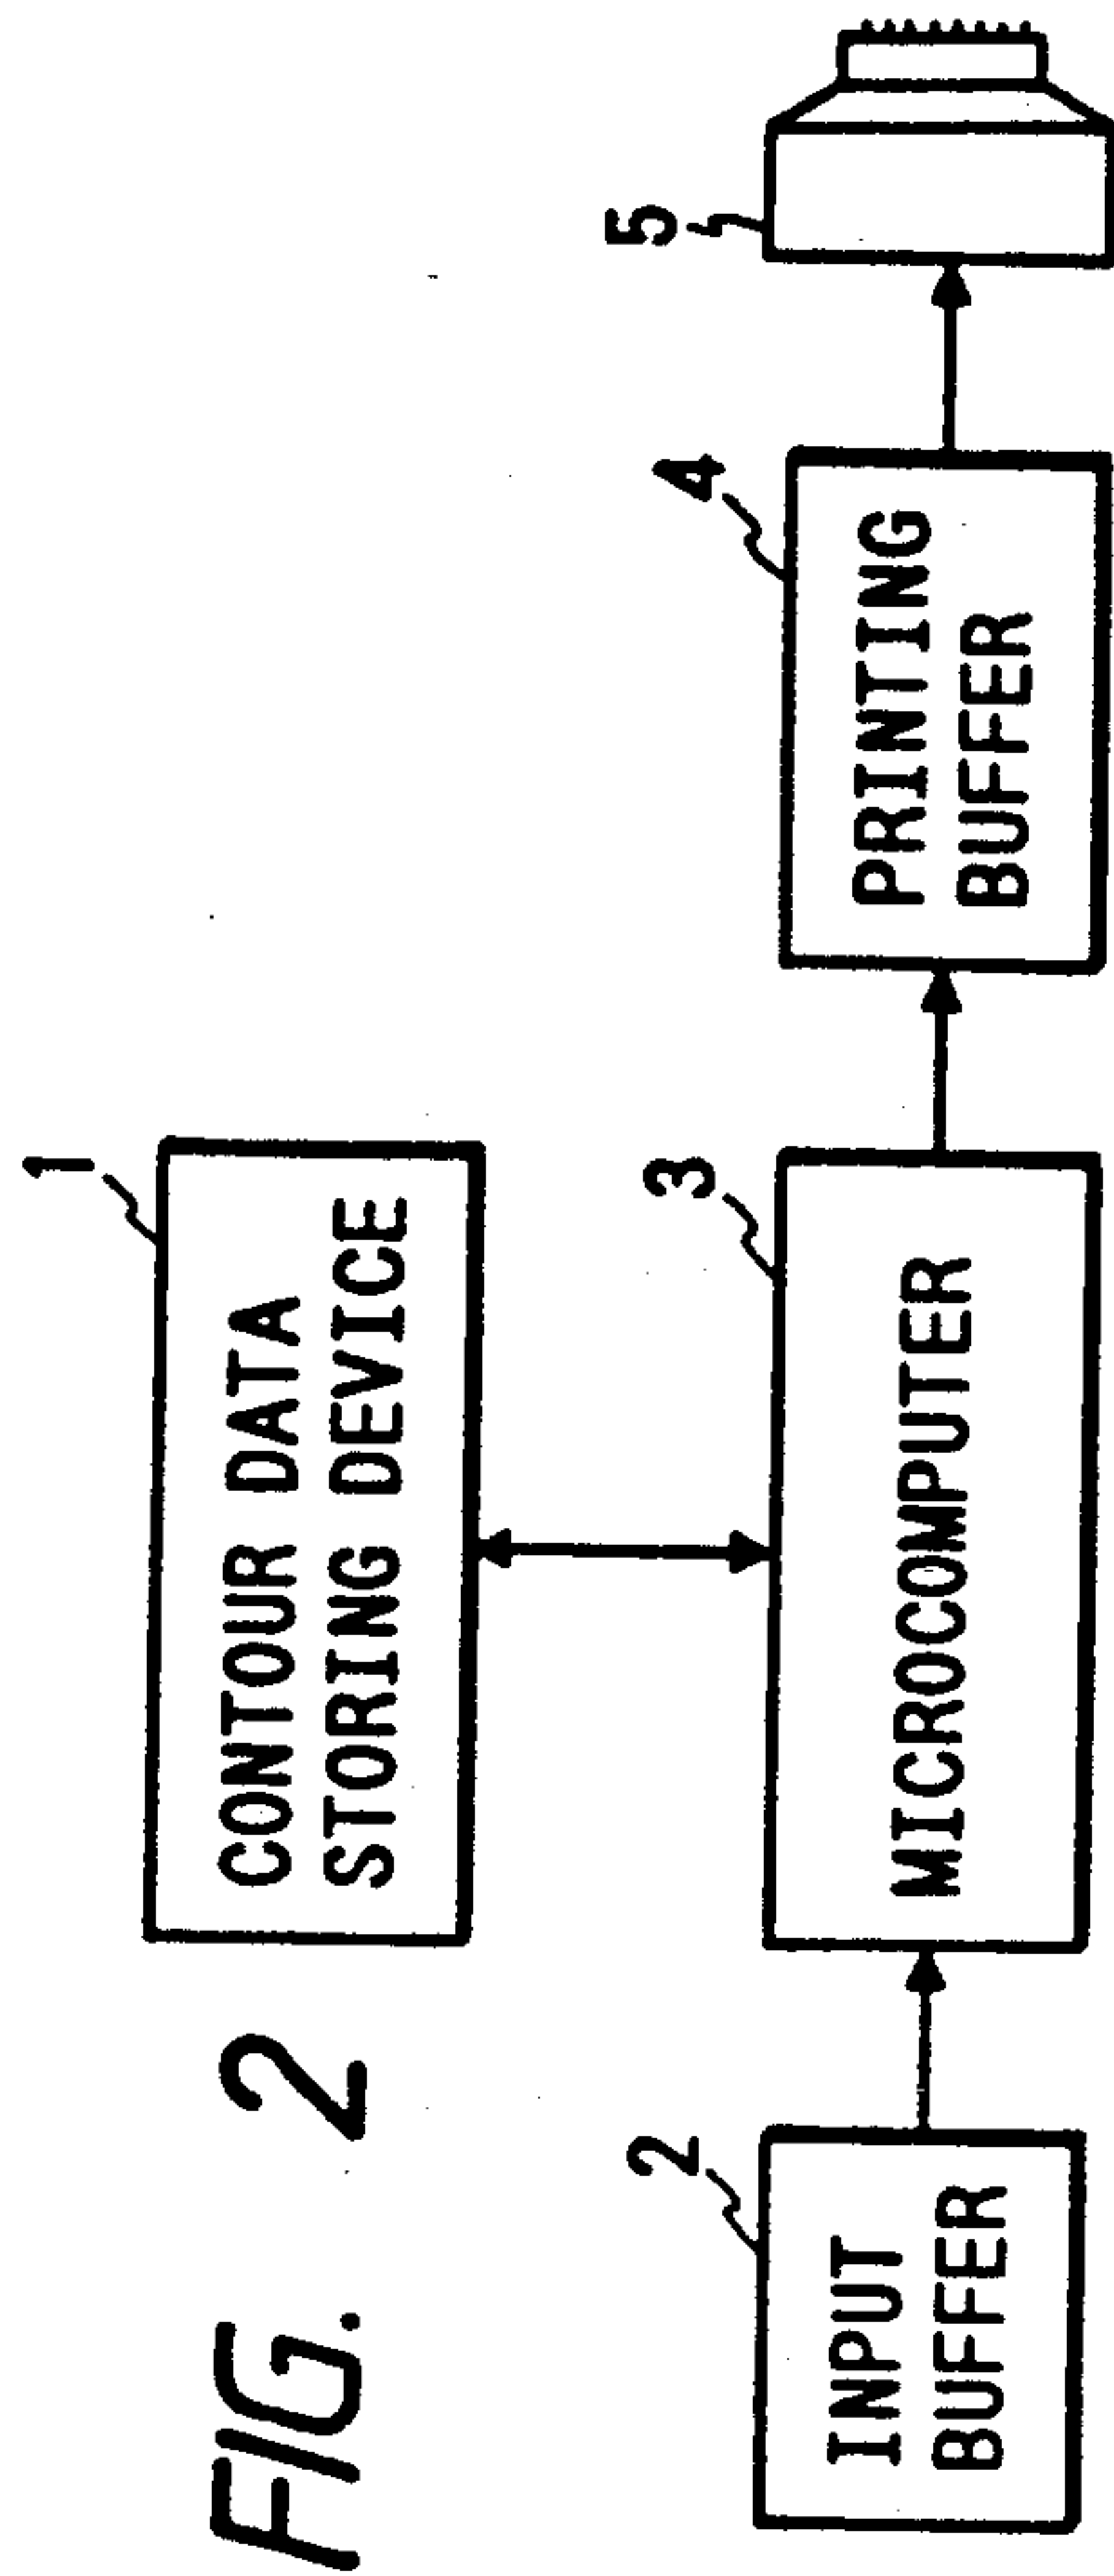 FIG. 2
1
CONTOUR DATA
STORING DEVICE
2
INPUT
BUFFER
3
MICROCOMPUTER
4
PRINTING
BUFFER
5